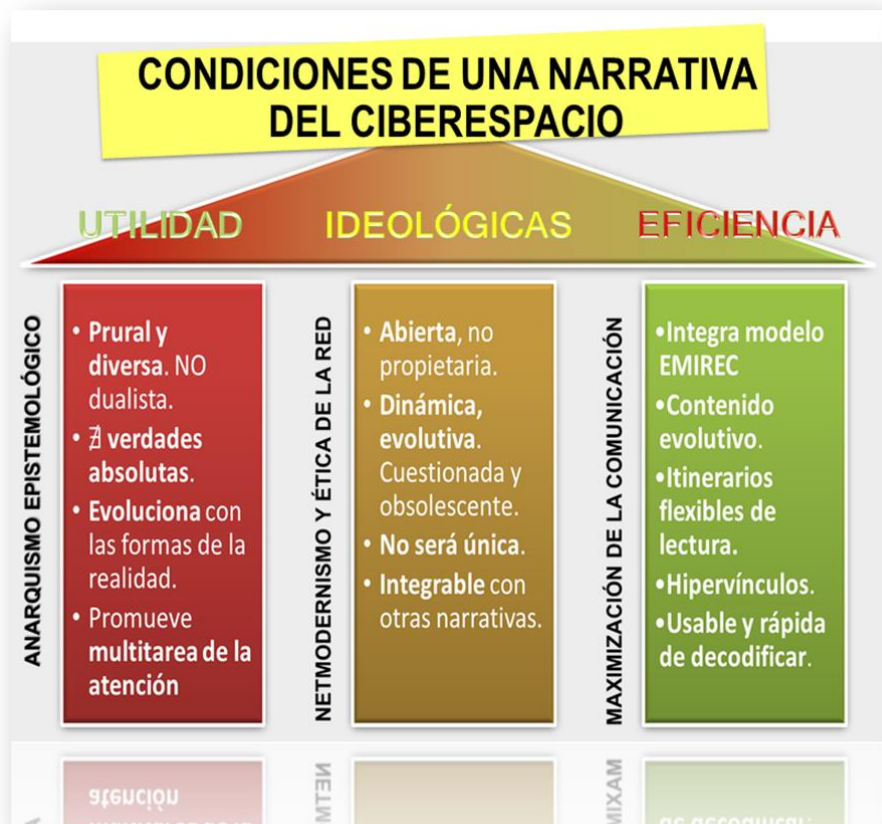 CONDICIONES DE UNA NARRATIVA
DEL CIBERESPACIO
UTILIDAD
IDEOLÓGICAS
EFICIENCIA
ANARQUISMO EPISTEMOLÓGICO
• Prural y
diversa. NO
dualista.
• ∄ verdades
absolutas.
• Evoluciona con
las formas de la
realidad.
• Promueve
multitarea de la
atención
NETMODERNISMO Y ÉTICA DE LA RED
• Abierta, no
propietaria.
• Dinámica,
evolutiva.
Cuestionada y
obsolescente.
• No será única.
• Integrable con
otras narrativas.
MAXIMIZACIÓN DE LA COMUNICACIÓN
•Integra modelo
EMIREC
•Contenido
evolutivo.
•Itinerarios
flexibles de
lectura.
•Hipervínculos.
•Usable y rápida
de decodificar.